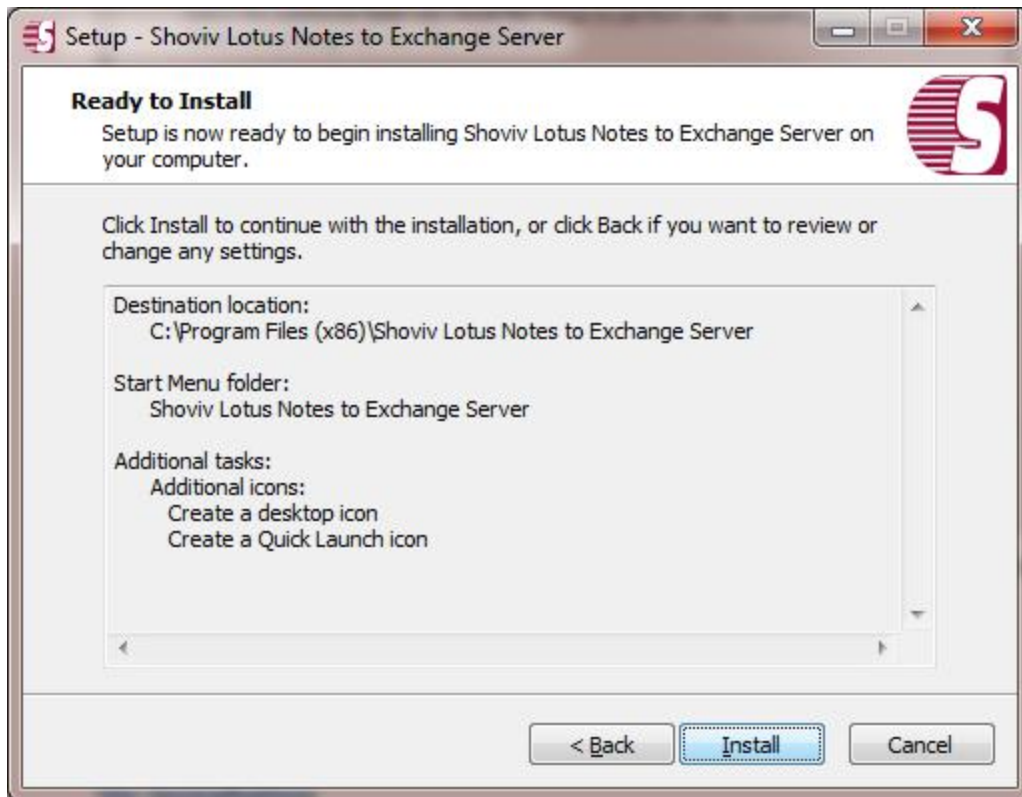 Setup - Shoviv Lotus Notes to Exchange Server
Ready to Install
Setup is now ready to begin installing Shoviv Lotus Notes to Exchange Server on
your computer.
Click Install to continue with the installation, or click Back if you want to review or
change any settings.
Destination location:
C:\Program Files (x86)\Shoviv Lotus Notes to Exchange Server
Start Menu folder:
Shoviv Lotus Notes to Exchange Server
Additional tasks:
Additional icons:
Create a desktop icon
Create a Quick Launch icon
< Back
Install
Cancel